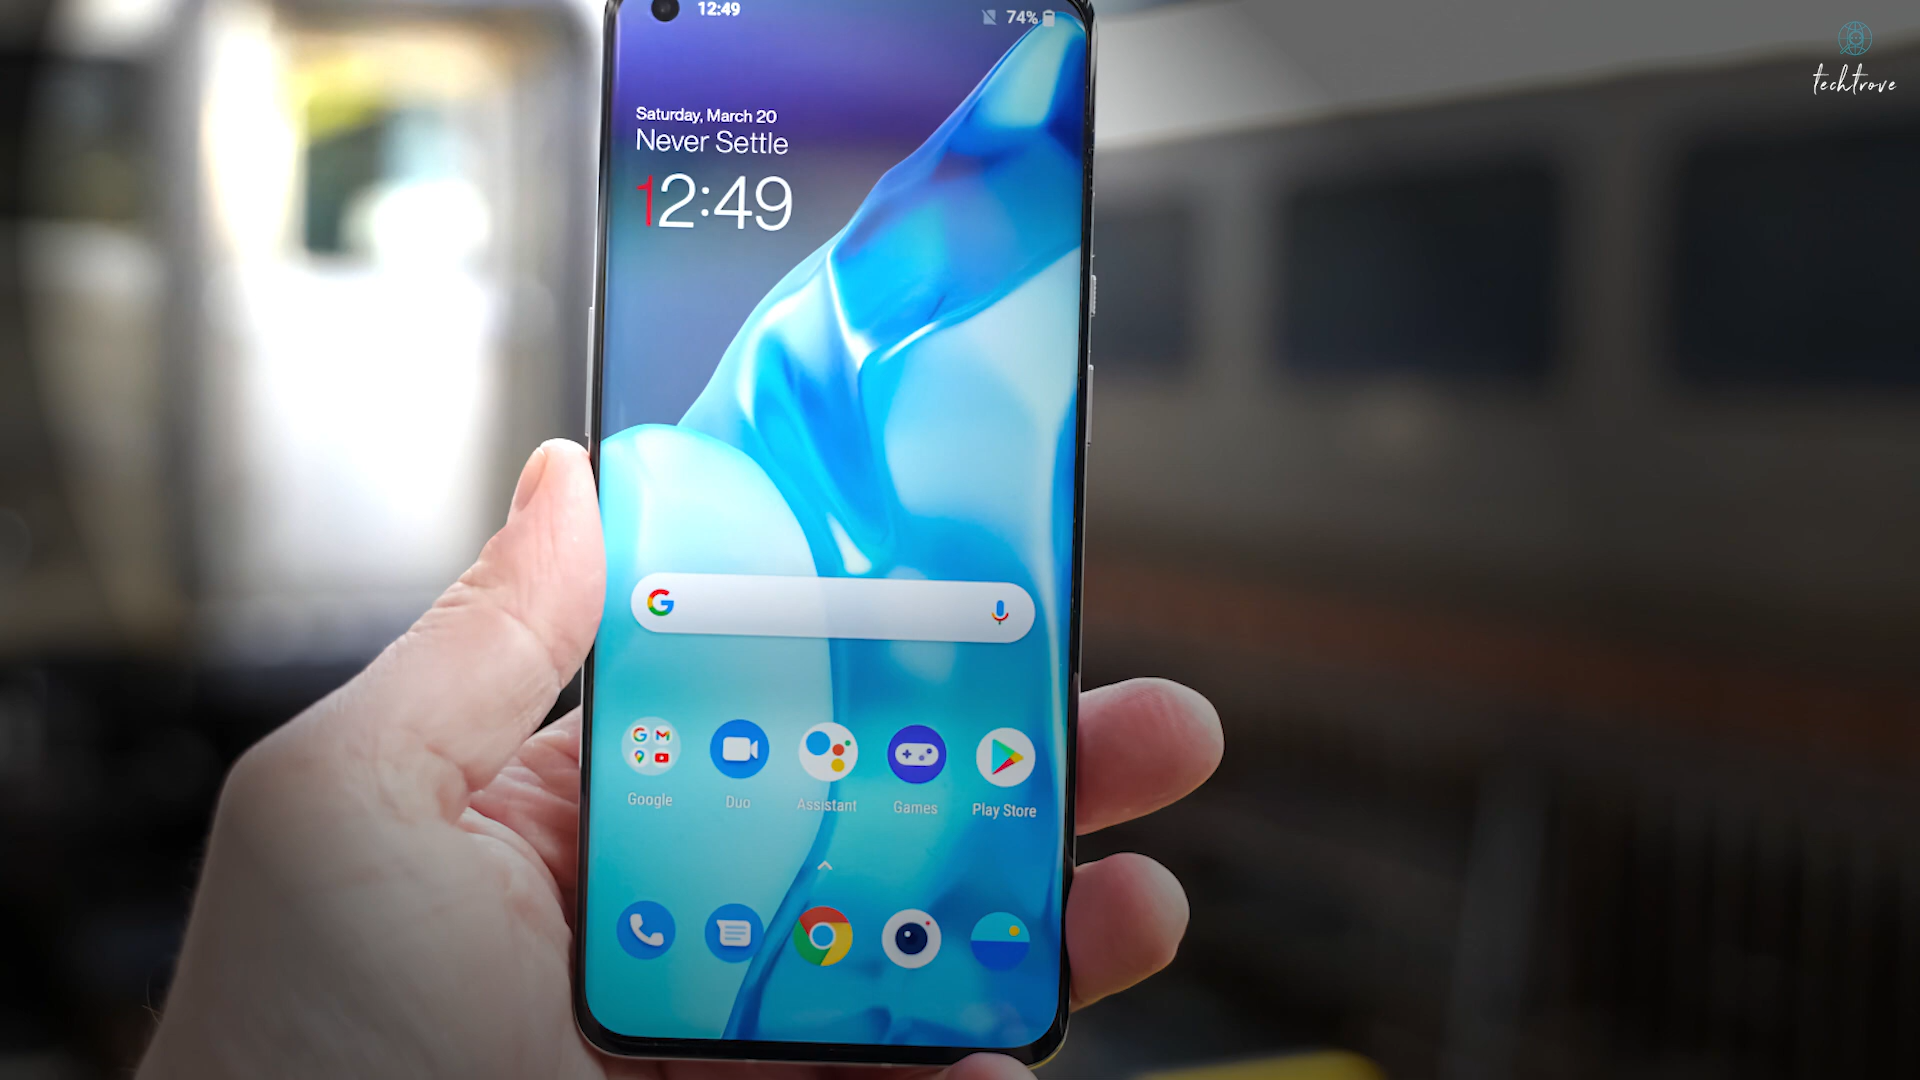 12:49
74%
techtrove
Saturday, March 20
Never Settle
12:49
Google
Duo
Assistant
Games
Play Store